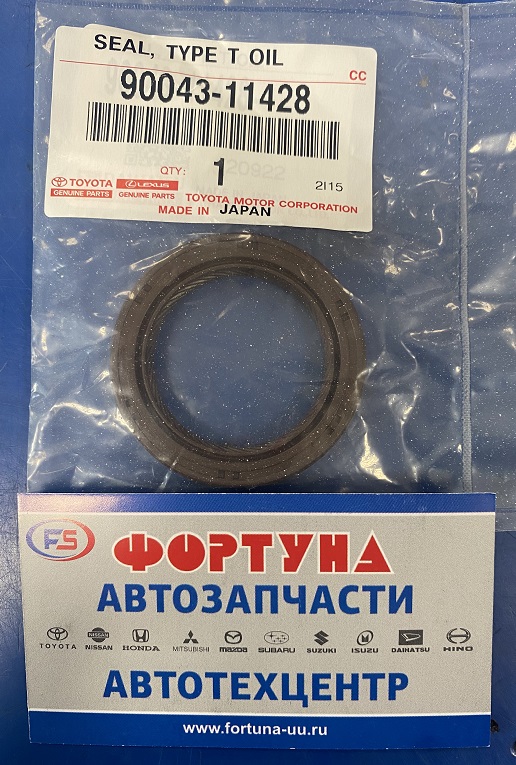 SEAL, TYPE T OIL
CC
90043-11428
QTY: 1
2I15
TOYOTA LEXUS
GENUINE PARTS GENUINE PARTS TOYOTA MOTOR CORPORATION
MADE IN JAPAN
FS ФОРТУНА
АВТОЗАПЧАСТИ
TOYOTA NISSAN HONDA MITSUBISHI mazda SUBARU SUZUKI ISUZU DAIHATSU HINO
АВТОТЕХЦЕНТР
www.fortuna-uu.ru